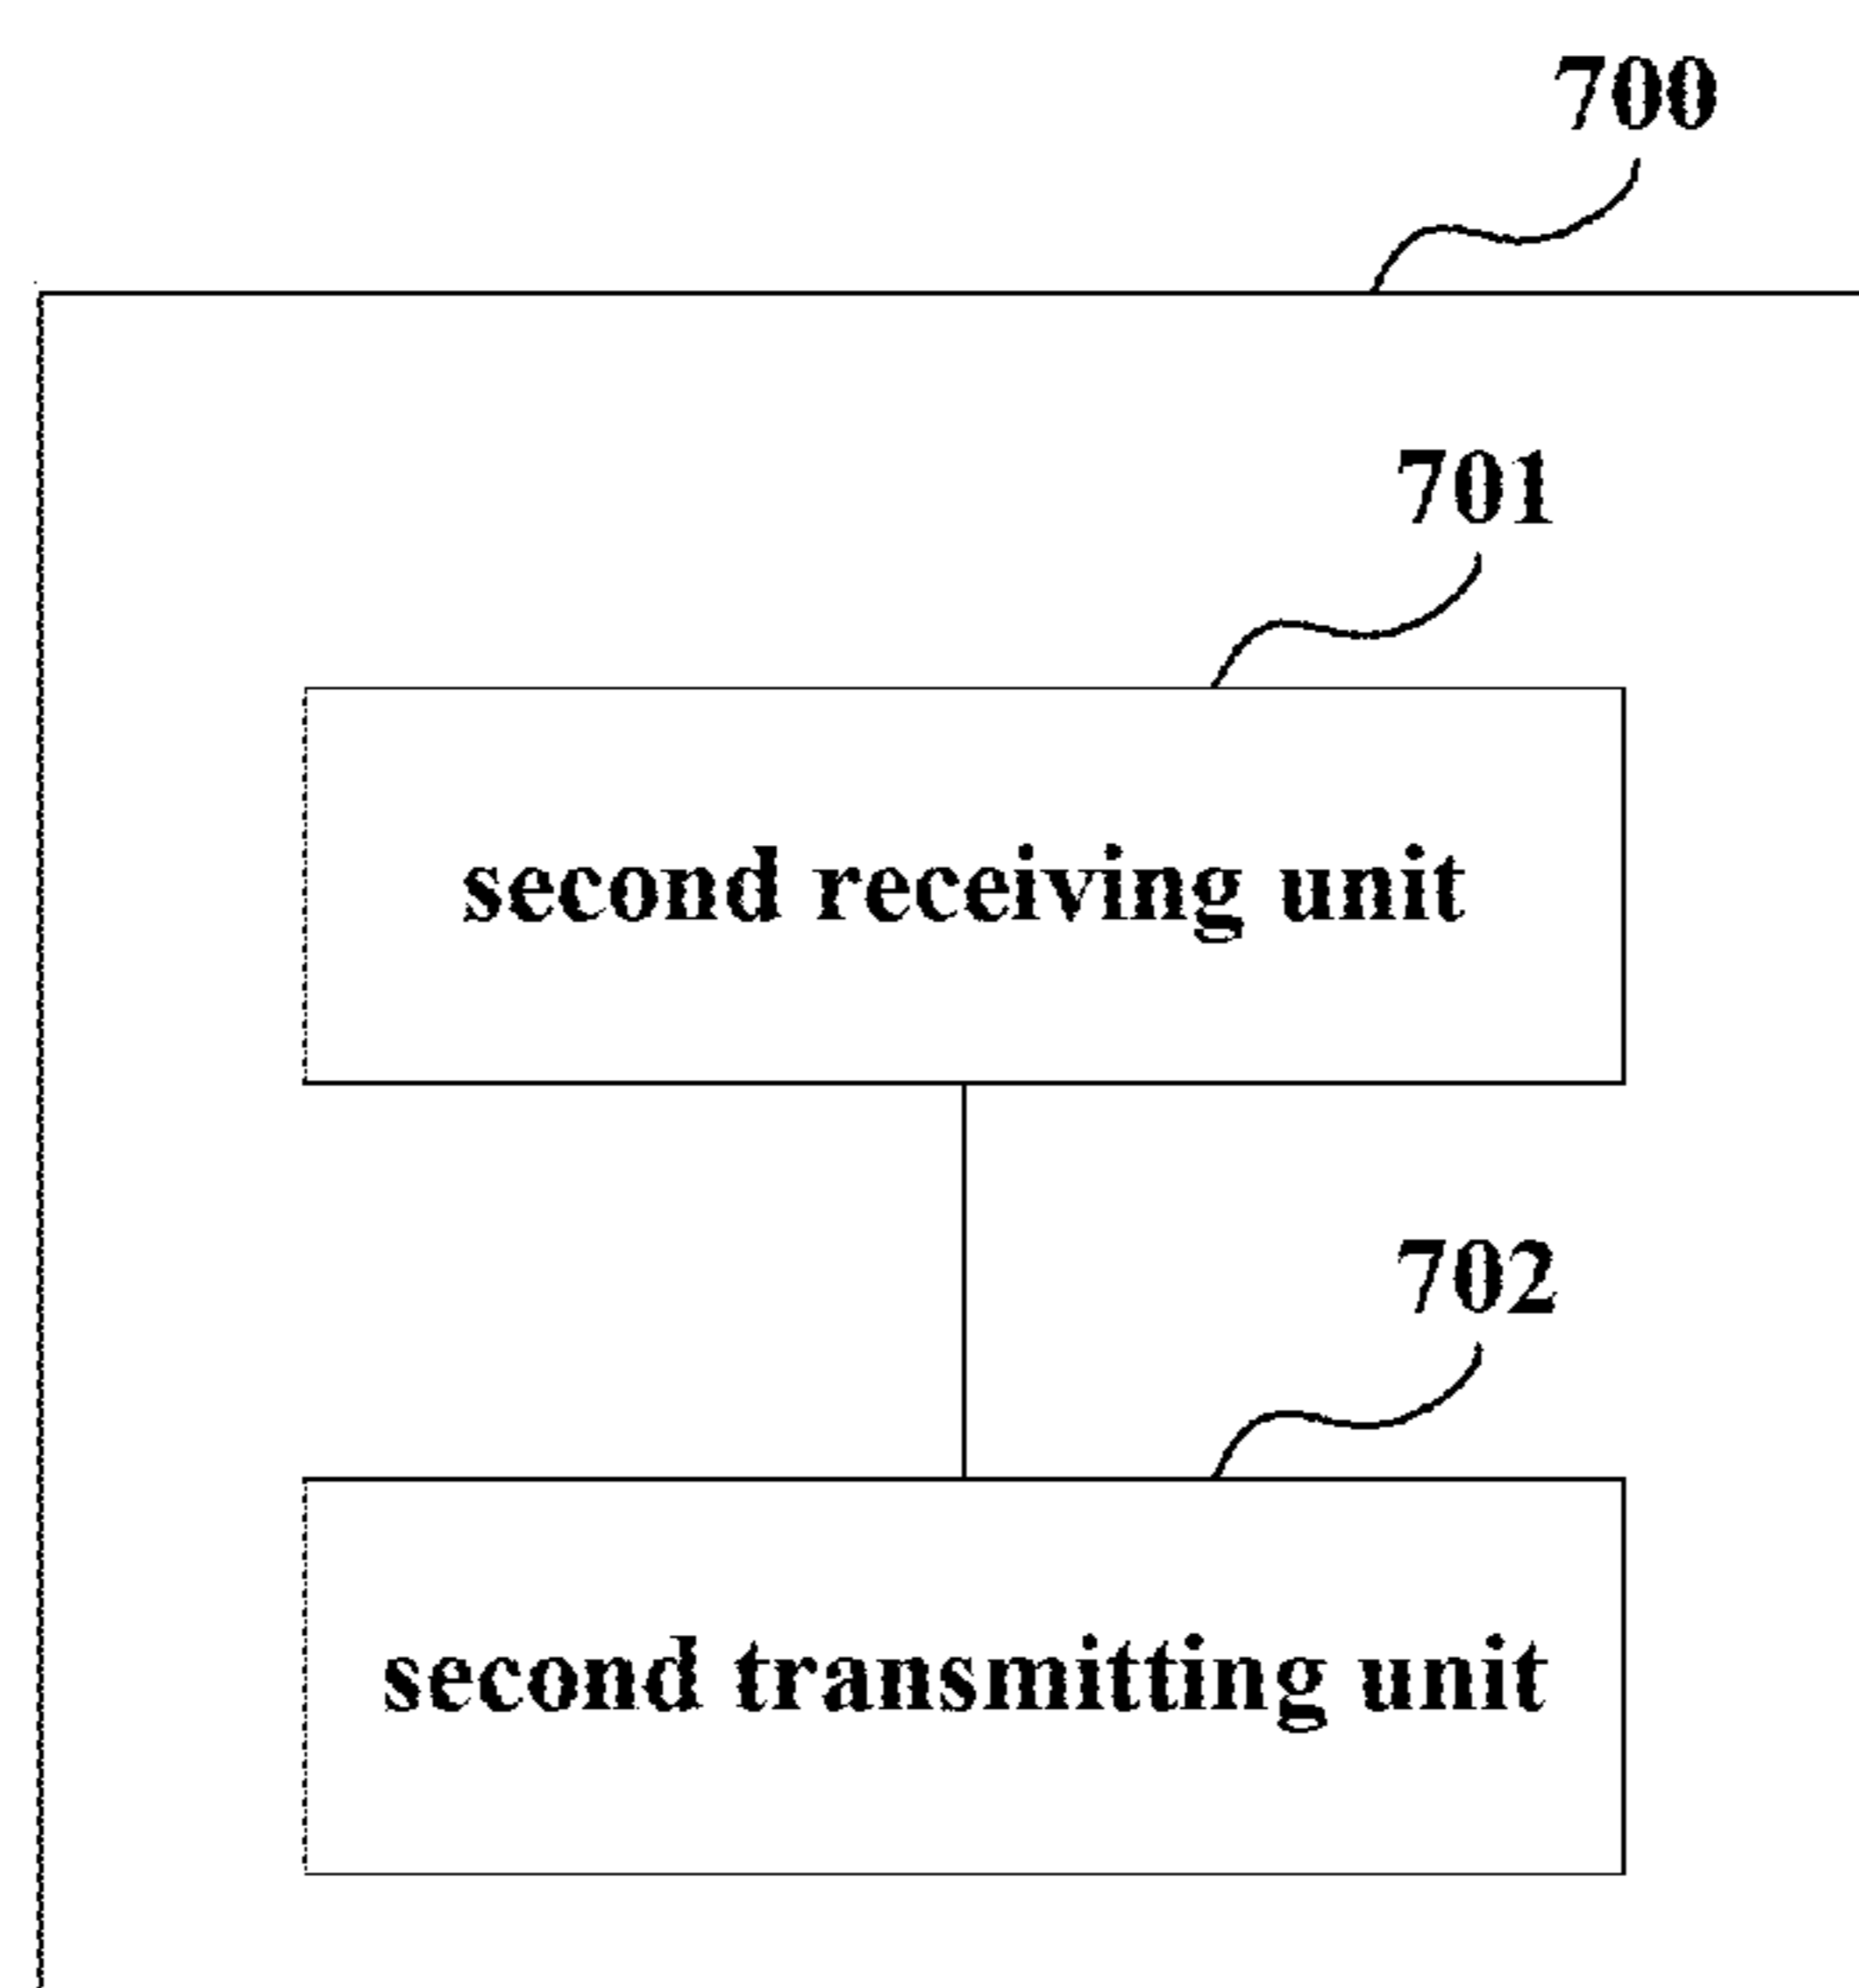 700
701
second receiving unit
702
second transmitting unit